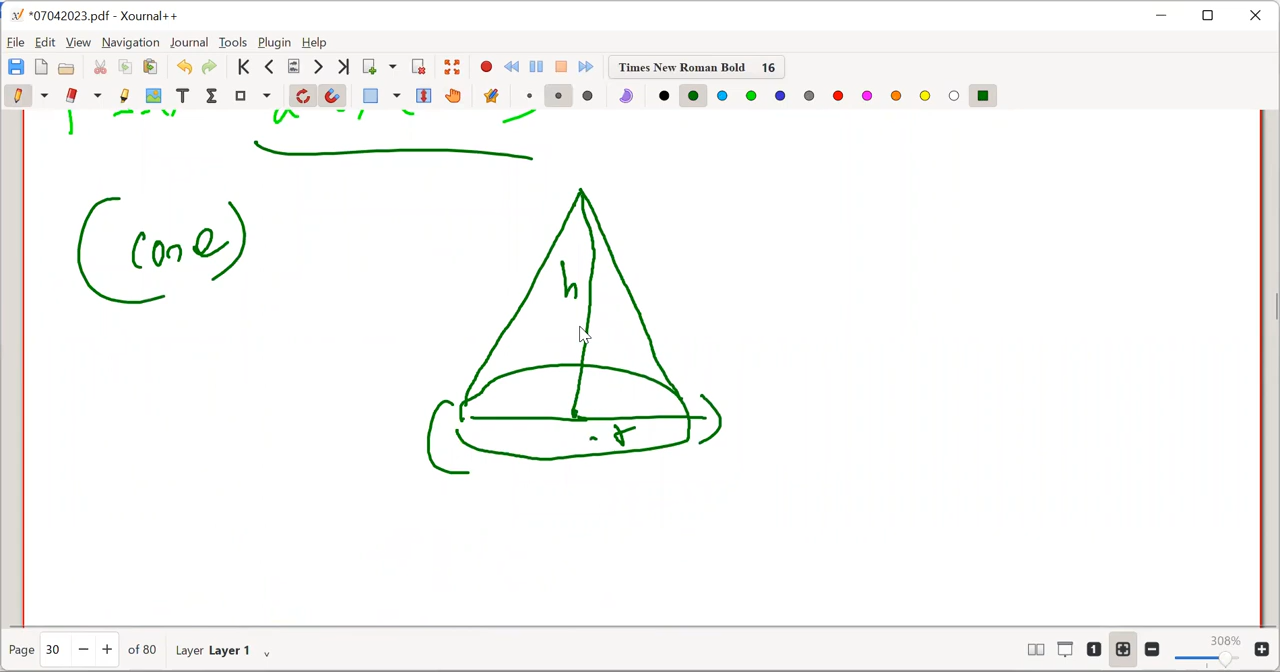 *07042023.pdf - Xournal++
File Edit View Navigation Journal Tools Plugin Help
Times New Roman Bold 16
(cone)
h
r
Page 30 of 80 Layer Layer 1 308%